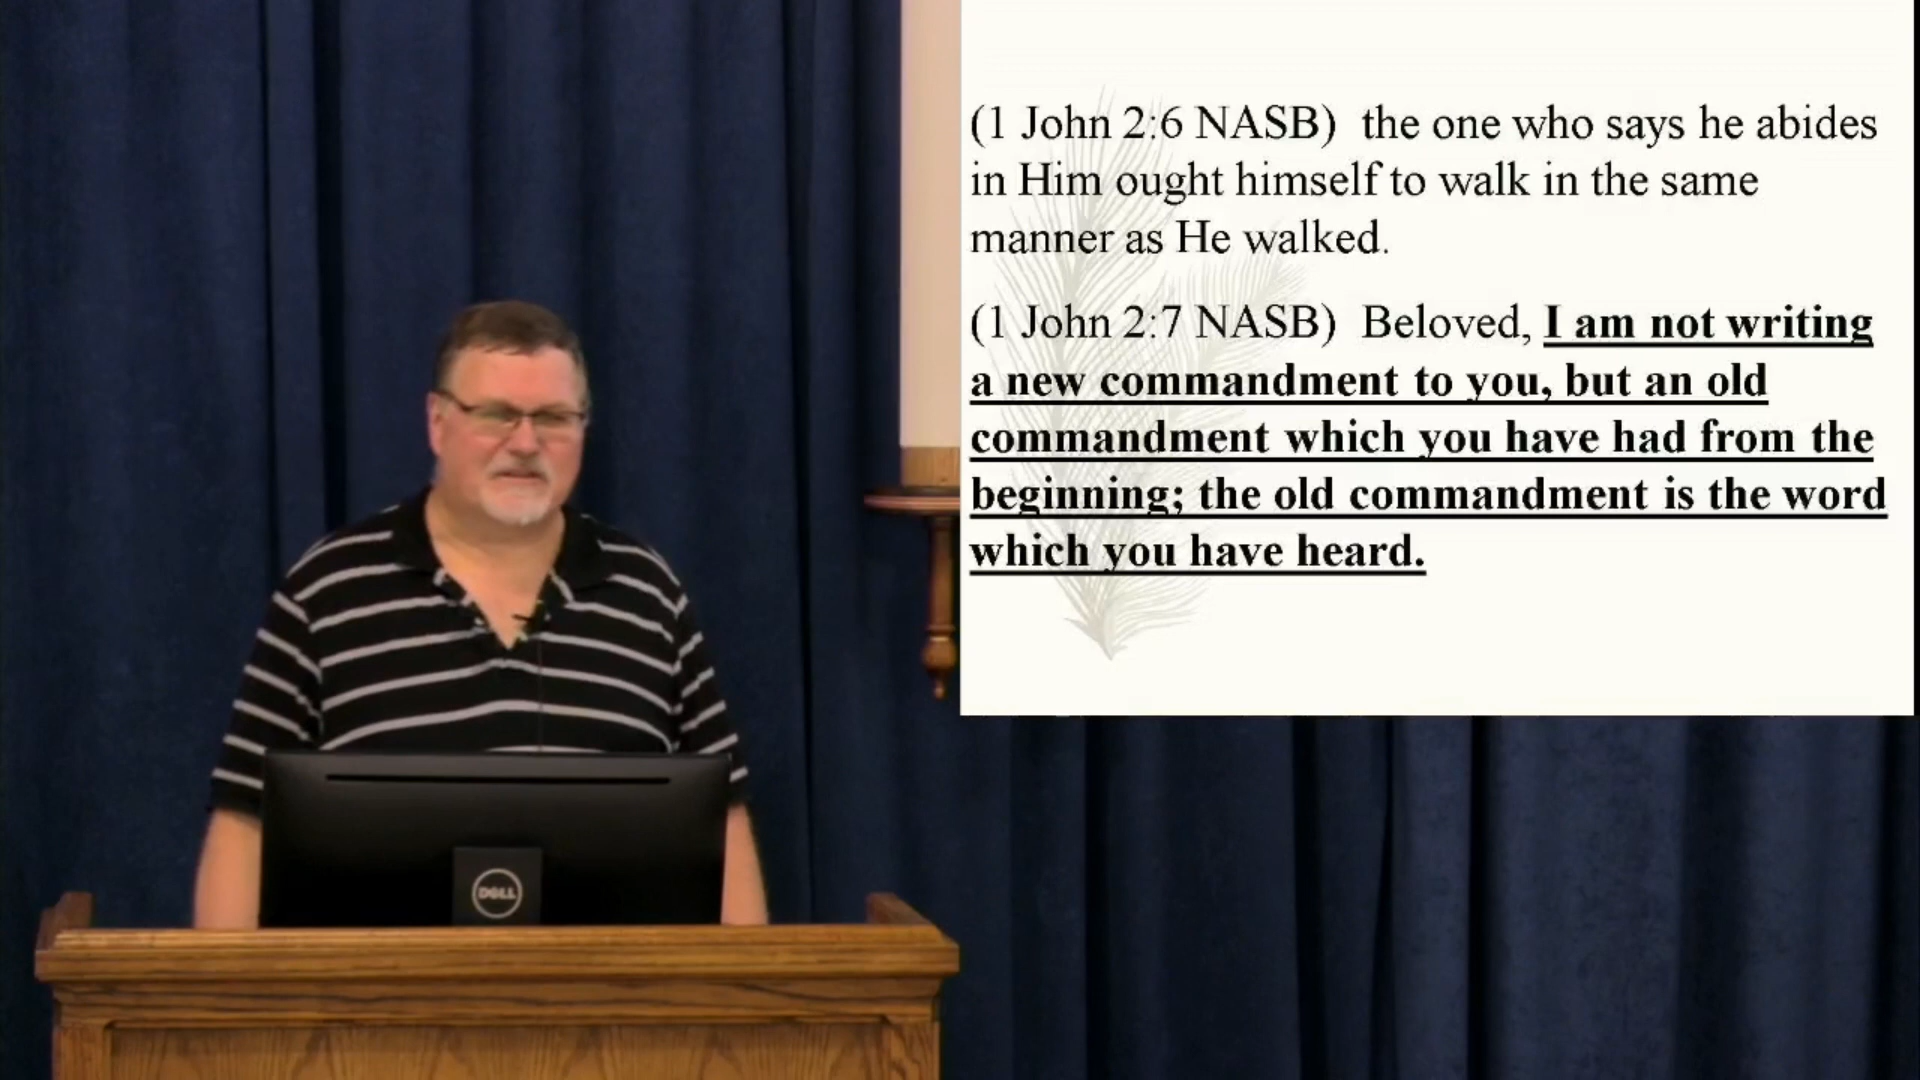 (1 John 2:6 NASB)  the one who says he abides
in Him ought himself to walk in the same
manner as He walked.
(1 John 2:7 NASB)  Beloved, I am not writing
a new commandment to you, but an old
commandment which you have had from the
beginning; the old commandment is the word
which you have heard.
DELL